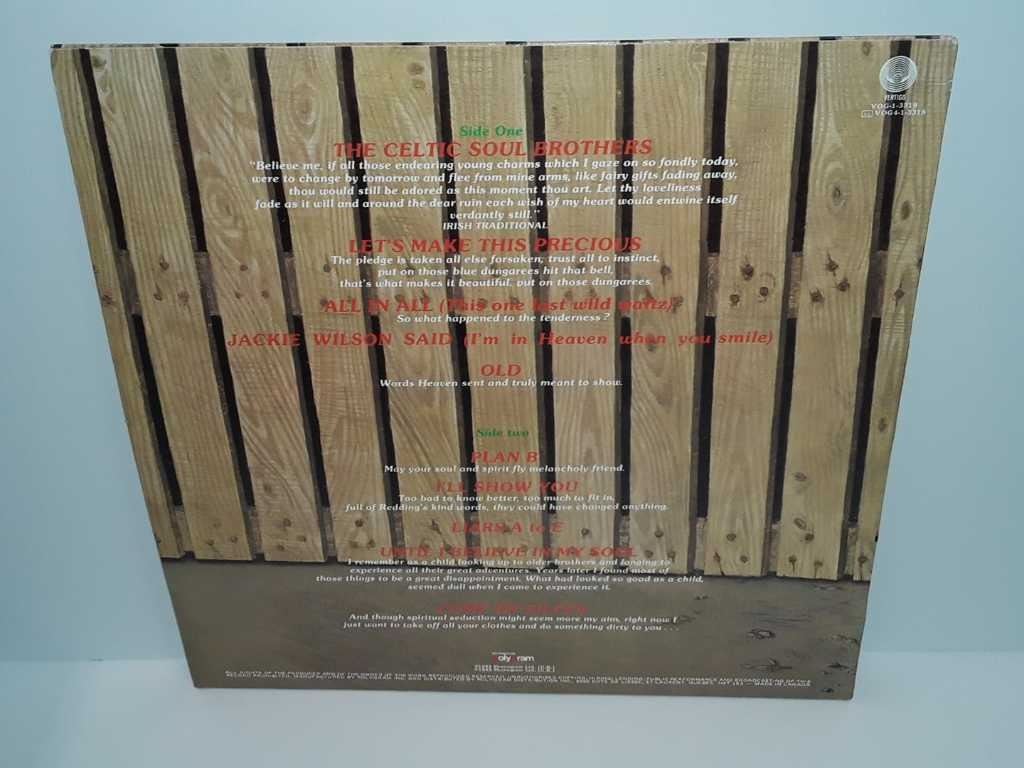 VERTIGO
VOG-1-3318
VOG4-1-3318
Side One
THE CELTIC SOUL BROTHERS
"Believe me, if all those endearing young charms which I gaze on so fondly today,
were to change by tomorrow and flee from mine arms, like fairy gifts fading away,
thou would still be adored as this moment thou art. Let thy loveliness
fade as it will and around the dear ruin each wish of my heart would entwine itself
verdantly still."
IRISH TRADITIONAL
LET'S MAKE THIS PRECIOUS
The pledge is taken all else forsaken, trust all to instinct,
put on those blue dungarees hit that bell,
that's what makes it beautiful, put on those dungarees.
ALL IN ALL (This one last wild waltz)
So what happened to the tenderness?
JACKIE WILSON SAID (I'm in Heaven when you smile)
OLD
Words Heaven sent and truly meant to show.
Side two
PLAN B
May your soul and spirit fly melancholy friend.
I'LL SHOW YOU
Too bad to know better, too much to fit in,
full of Redding's kind words, they could have changed anything.
LIARS A to E
UNTIL I BELIEVE IN MY SOUL
I remember as a child looking up to older brothers and longing to
experience all their great adventures. Years later I found most of
those things to be a great disappointment. What had looked so good as a child,
seemed dull when I came to experience it.
COME ON EILEEN
And though spiritual seduction might seem more my aim, right now I
just want to take off all your clothes and do something dirty to you . . .
PolyGram